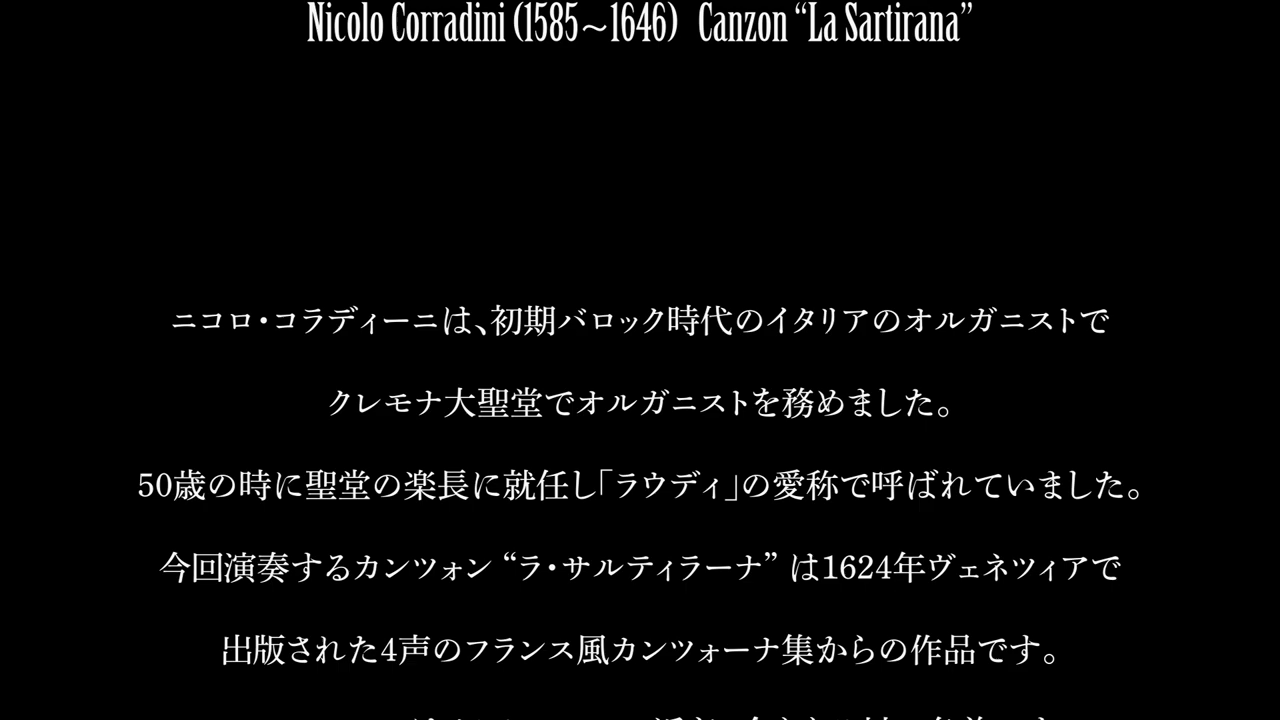 Nicolo Corradini (1585～1646) Canzon “La Sartirana”
ニコロ・コラディーニは、初期バロック時代のイタリアのオルガニストで
クレモナ大聖堂でオルガニストを務めました。
50歳の時に聖堂の楽長に就任し「ラウディ」の愛称で呼ばれていました。
今回演奏するカンツォン “ラ・サルティラーナ” は1624年ヴェネツィアで
出版された4声のフランス風カンツォーナ集からの作品です。